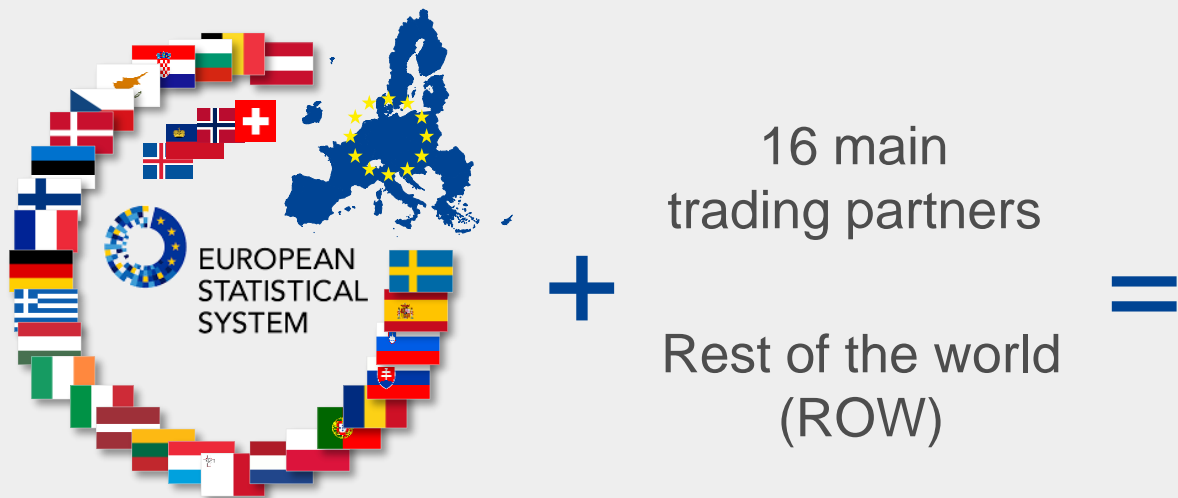 EUROPEAN
STATISTICAL
SYSTEM
+
16 main
trading partners
Rest of the world
(ROW)
=